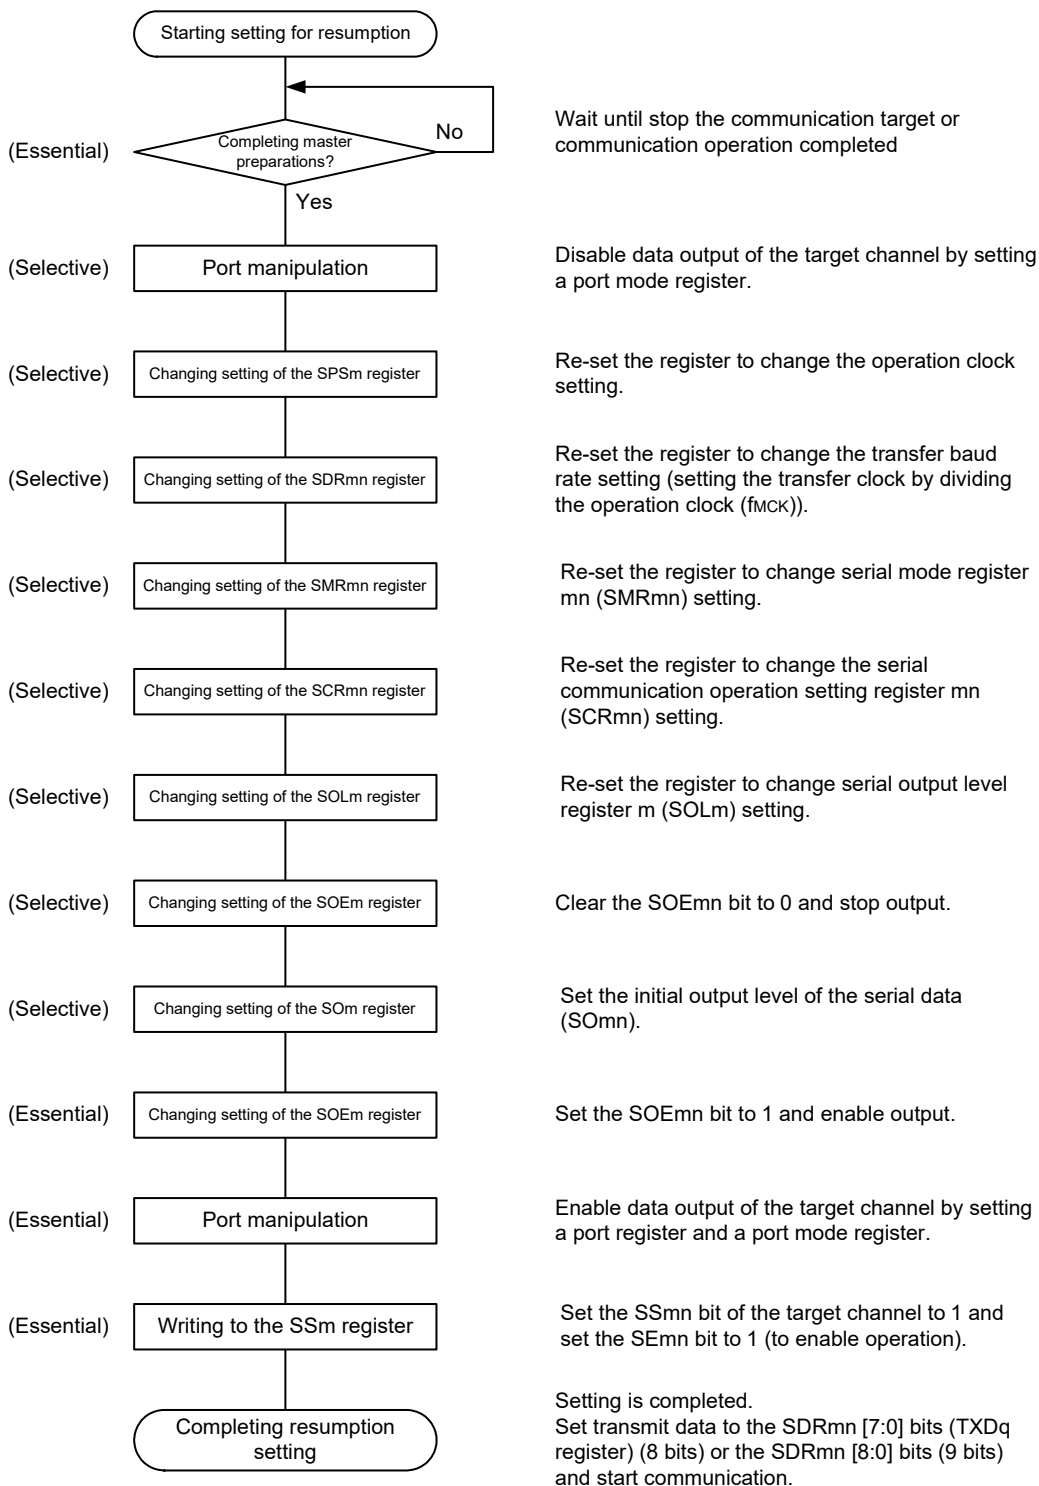 Starting setting for resumption
(Essential)
Completing master
preparations?
No
Yes
Wait until stop the communication target or
communication operation completed
(Selective)
Port manipulation
Disable data output of the target channel by setting
a port mode register.
(Selective)
Changing setting of the SPSm register
Re-set the register to change the operation clock
setting.
(Selective)
Changing setting of the SDRmn register
Re-set the register to change the transfer baud
rate setting (setting the transfer clock by dividing
the operation clock (fMCK)).
(Selective)
Changing setting of the SMRmn register
Re-set the register to change serial mode register
mn (SMRmn) setting.
(Selective)
Changing setting of the SCRmn register
Re-set the register to change the serial
communication operation setting register mn
(SCRmn) setting.
(Selective)
Changing setting of the SOLm register
Re-set the register to change serial output level
register m (SOLm) setting.
(Selective)
Changing setting of the SOEm register
Clear the SOEmn bit to 0 and stop output.
(Selective)
Changing setting of the SOm register
Set the initial output level of the serial data
(SOmn).
(Essential)
Changing setting of the SOEm register
Set the SOEmn bit to 1 and enable output.
(Essential)
Port manipulation
Enable data output of the target channel by setting
a port register and a port mode register.
(Essential)
Writing to the SSm register
Set the SSmn bit of the target channel to 1 and
set the SEmn bit to 1 (to enable operation).
Completing resumption
setting
Setting is completed.
Set transmit data to the SDRmn [7:0] bits (TXDq
register) (8 bits) or the SDRmn [8:0] bits (9 bits)
and start communication.